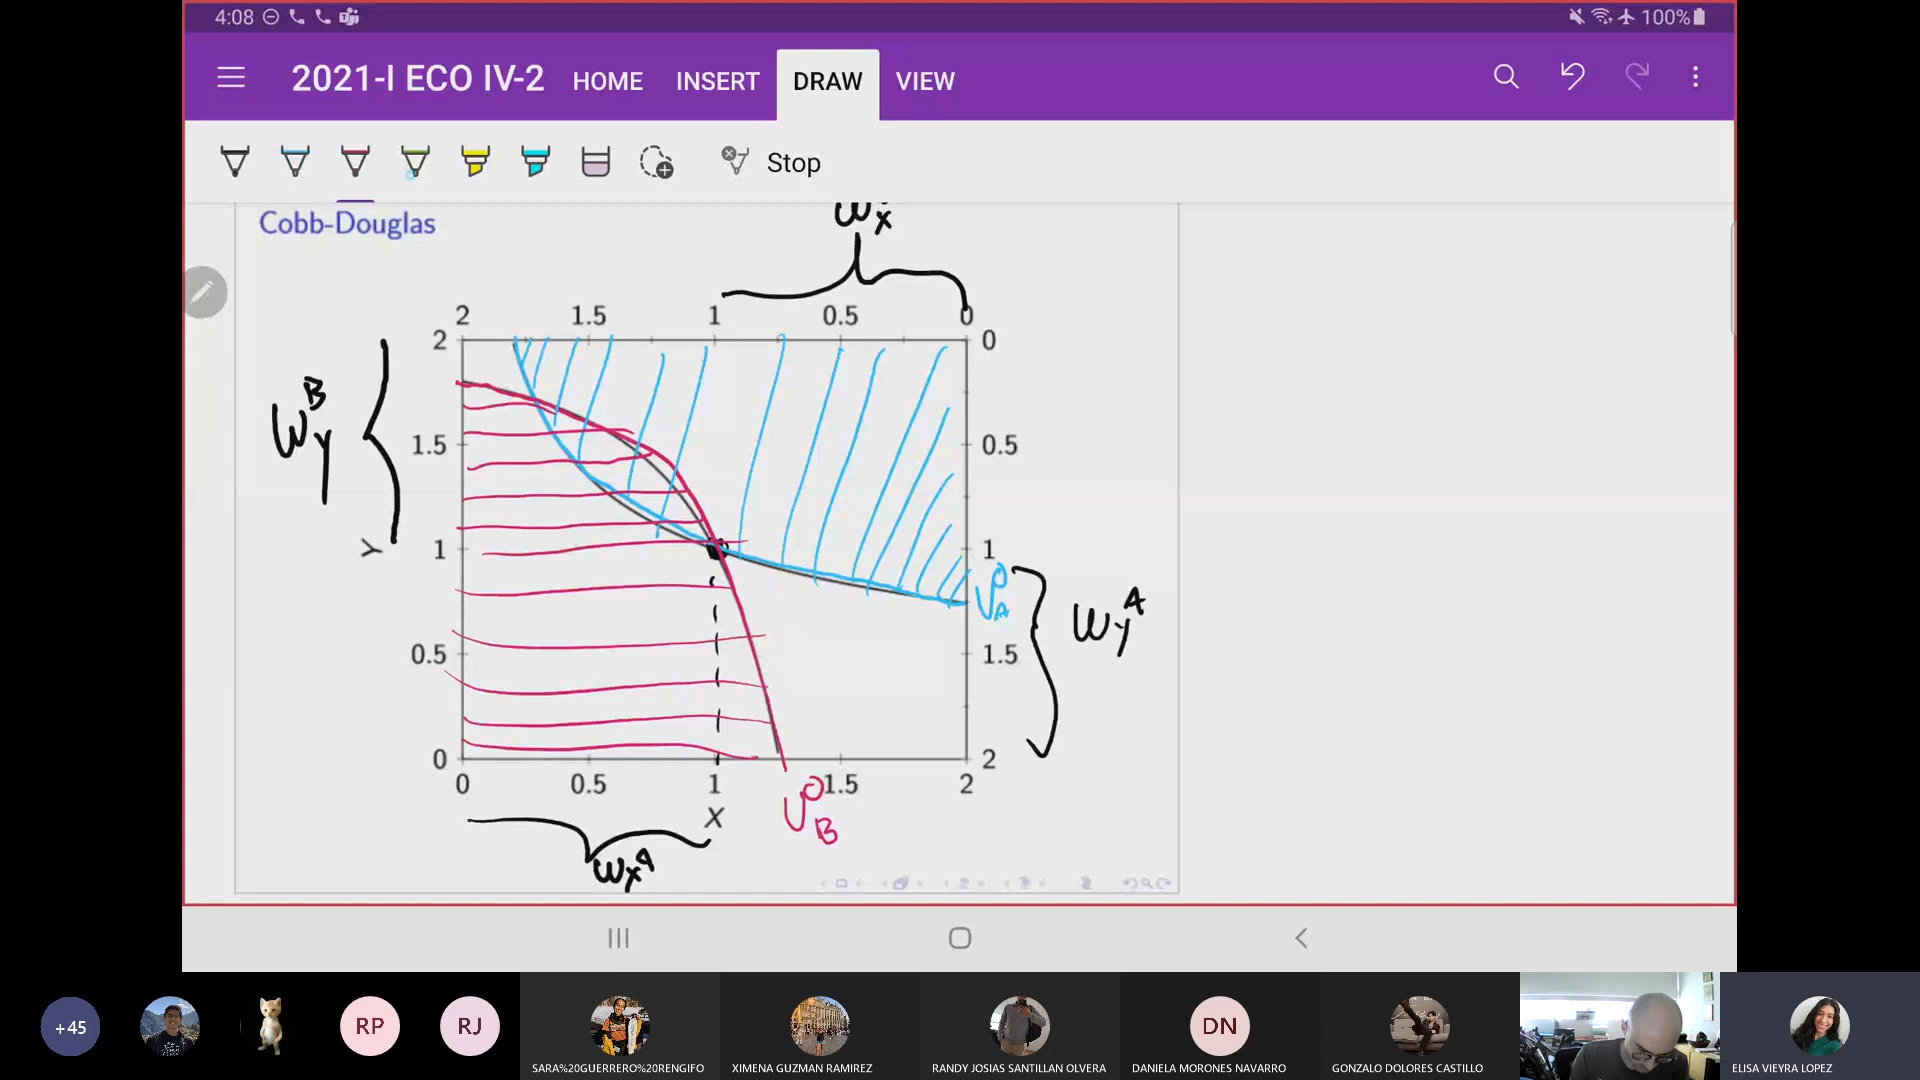 4:08 100%
2021-I ECO IV-2 HOME INSERT DRAW VIEW
Stop
Cobb-Douglas
ω x
2 1.5 1 0.5 0
2 0
ω B Y
1.5 0.5
Y 1 1
U O A
ω Y A
0.5 1.5
0 2
0 0.5 1 1.5 2
X
U O B
ω X A
+45 RP RJ DN
SARA%20GUERRERO%20RENGIFO XIMENA GUZMAN RAMIREZ RANDY JOSIAS SANTILLAN OLVERA DANIELA MORONES NAVARRO GONZALO DOLORES CASTILLO ELISA VIEYRA LOPEZ